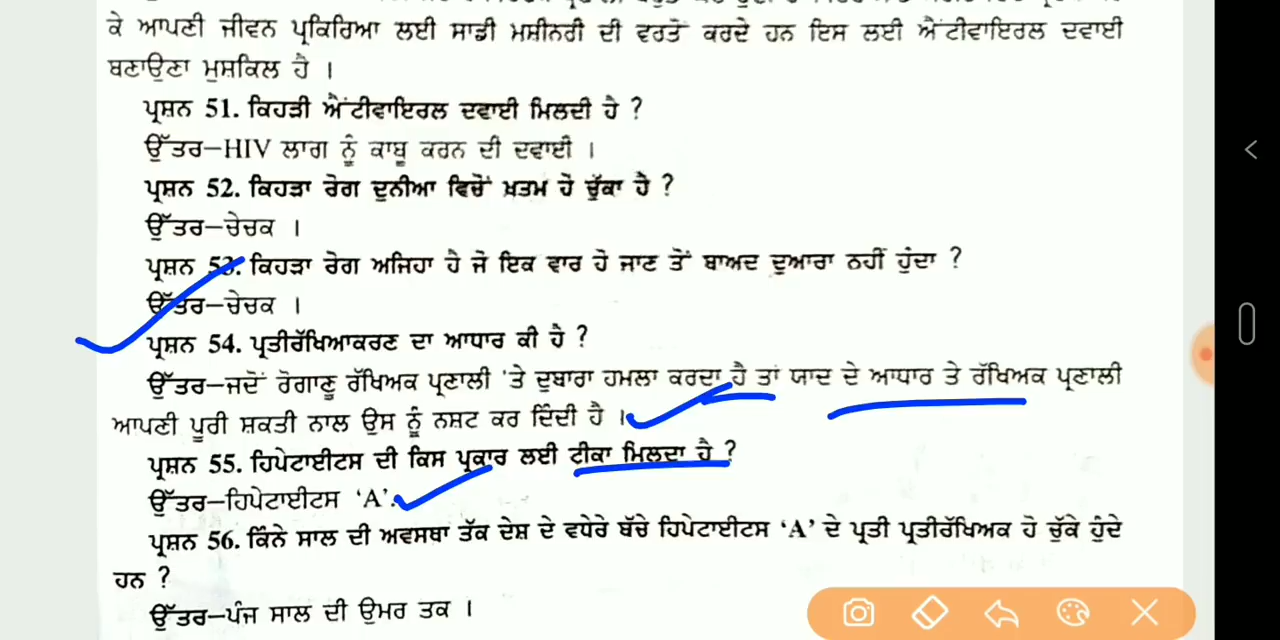 ਕੇ ਆਪਣੀ ਜੀਵਨ ਪ੍ਰਕਿਰਿਆ ਲਈ ਸਾਡੀ ਮਸ਼ੀਨਰੀ ਦੀ ਵਰਤੋਂ ਕਰਦੇ ਹਨ ਇਸ ਲਈ ਐਂਟੀਵਾਇਰਲ ਦਵਾਈ
ਬਣਾਉਣਾ ਮੁਸ਼ਕਿਲ ਹੈ ।
ਪ੍ਰਸ਼ਨ 51. ਕਿਹੜੀ ਐਂਟੀਵਾਇਰਲ ਦਵਾਈ ਮਿਲਦੀ ਹੈ ?
ਉੱਤਰ–HIV ਲਾਗ ਨੂੰ ਕਾਬੂ ਕਰਨ ਦੀ ਦਵਾਈ ।
ਪ੍ਰਸ਼ਨ 52. ਕਿਹੜਾ ਰੋਗ ਦੁਨੀਆ ਵਿਚੋਂ ਖ਼ਤਮ ਹੋ ਚੁੱਕਾ ਹੈ ?
ਉੱਤਰ–ਚੇਚਕ ।
ਪ੍ਰਸ਼ਨ 53. ਕਿਹੜਾ ਰੋਗ ਅਜਿਹਾ ਹੈ ਜੋ ਇਕ ਵਾਰ ਹੋ ਜਾਣ ਤੋਂ ਬਾਅਦ ਦੁਆਰਾ ਨਹੀਂ ਹੁੰਦਾ ?
ਉੱਤਰ–ਚੇਚਕ ।
ਪ੍ਰਸ਼ਨ 54. ਪ੍ਰਤੀਰੱਖਿਆਕਰਣ ਦਾ ਆਧਾਰ ਕੀ ਹੈ ?
ਉੱਤਰ–ਜਦੋਂ ਰੋਗਾਣੂ ਰੱਖਿਅਕ ਪ੍ਰਣਾਲੀ 'ਤੇ ਦੁਬਾਰਾ ਹਮਲਾ ਕਰਦਾ ਹੈ ਤਾਂ ਯਾਦ ਦੇ ਆਧਾਰ ਤੇ ਰੱਖਿਅਕ ਪ੍ਰਣਾਲੀ
ਆਪਣੀ ਪੂਰੀ ਸ਼ਕਤੀ ਨਾਲ ਉਸ ਨੂੰ ਨਸ਼ਟ ਕਰ ਦਿੰਦੀ ਹੈ ।
ਪ੍ਰਸ਼ਨ 55. ਹਿਪੇਟਾਈਟਸ ਦੀ ਕਿਸ ਪ੍ਰਕਾਰ ਲਈ ਟੀਕਾ ਮਿਲਦਾ ਹੈ ?
ਉੱਤਰ–ਹਿਪੇਟਾਈਟਸ ‘A’.
ਪ੍ਰਸ਼ਨ 56. ਕਿੰਨੇ ਸਾਲ ਦੀ ਅਵਸਥਾ ਤੱਕ ਦੇਸ਼ ਦੇ ਵਧੇਰੇ ਬੱਚੇ ਹਿਪੇਟਾਈਟਸ ‘A’ ਦੇ ਪ੍ਰਤੀ ਪ੍ਰਤੀਰੱਖਿਅਕ ਹੋ ਚੁੱਕੇ ਹੁੰਦੇ
ਹਨ ?
ਉੱਤਰ–ਪੰਜ ਸਾਲ ਦੀ ਉਮਰ ਤਕ ।